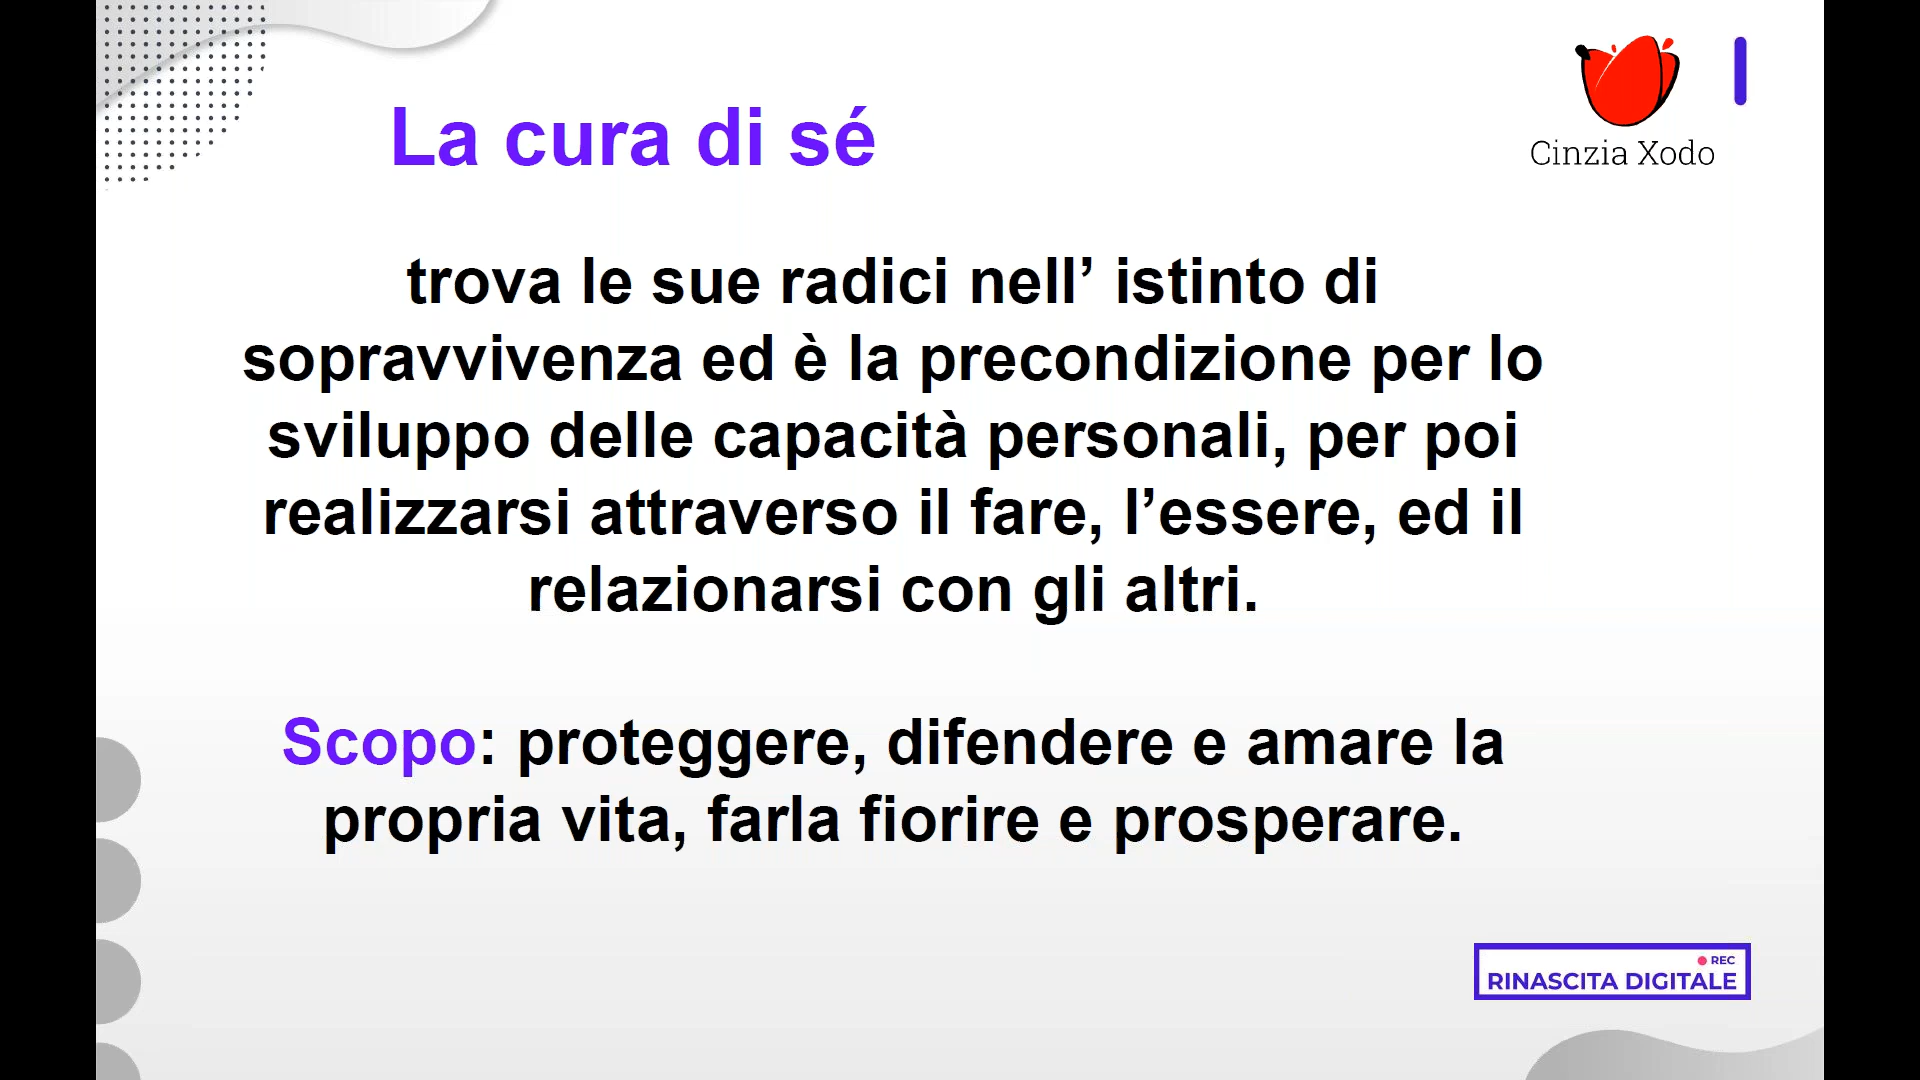 La cura di sé
Cinzia Xodo
trova le sue radici nell’ istinto di
sopravvivenza ed è la precondizione per lo
sviluppo delle capacità personali, per poi
realizzarsi attraverso il fare, l’essere, ed il
relazionarsi con gli altri.
Scopo: proteggere, difendere e amare la
propria vita, farla fiorire e prosperare.
REC
RINASCITA DIGITALE